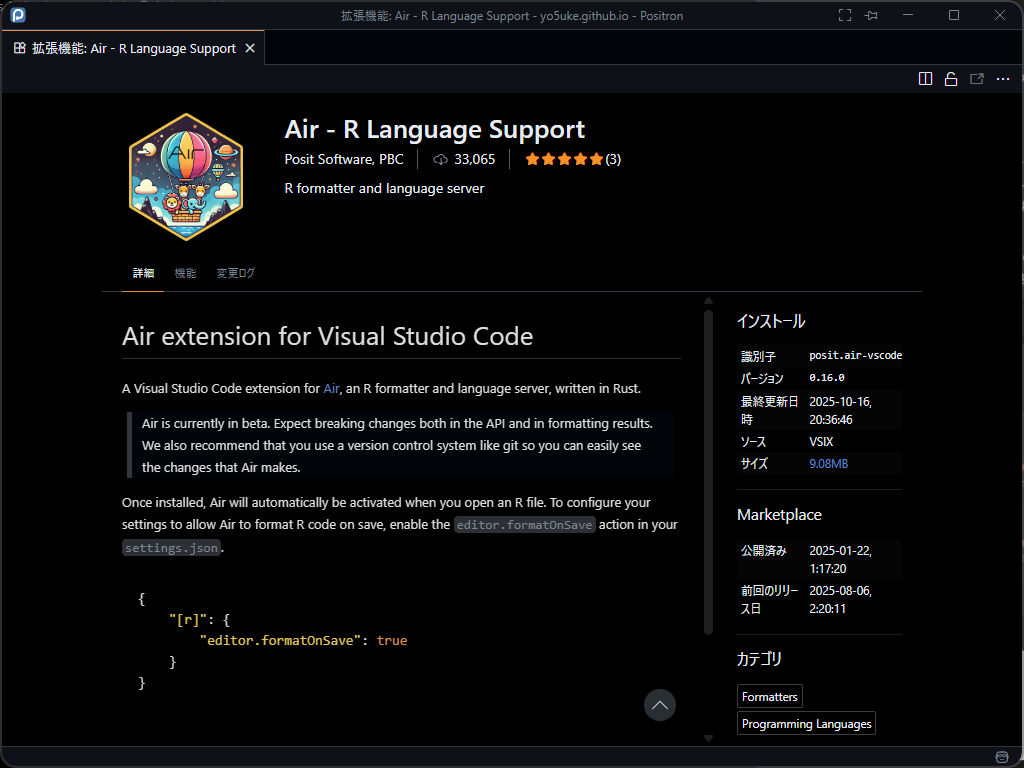 拡張機能: Air - R Language Support - yo5uke.github.io - Positron
拡張機能: Air - R Language Support
Air
Air - R Language Support
Posit Software, PBC
33,065
(3)
R formatter and language server
詳細
機能
変更ログ
Air extension for Visual Studio Code
A Visual Studio Code extension for Air, an R formatter and language server, written in Rust.
Air is currently in beta. Expect breaking changes both in the API and in formatting results.
We also recommend that you use a version control system like git so you can easily see
the changes that Air makes.
Once installed, Air will automatically be activated when you open an R file. To configure your
settings to allow Air to format R code on save, enable the editor.formatOnSave action in your
settings.json.
{
"[r]": {
"editor.formatOnSave": true
}
}
インストール
識別子 posit.air-vscode
バージョン 0.16.0
最終更新日時 2025-10-16, 20:36:46
ソース VSIX
サイズ 9.08MB
Marketplace
公開済み 2025-01-22, 1:17:20
前回のリリース日 2025-08-06, 2:20:11
カテゴリ
Formatters
Programming Languages